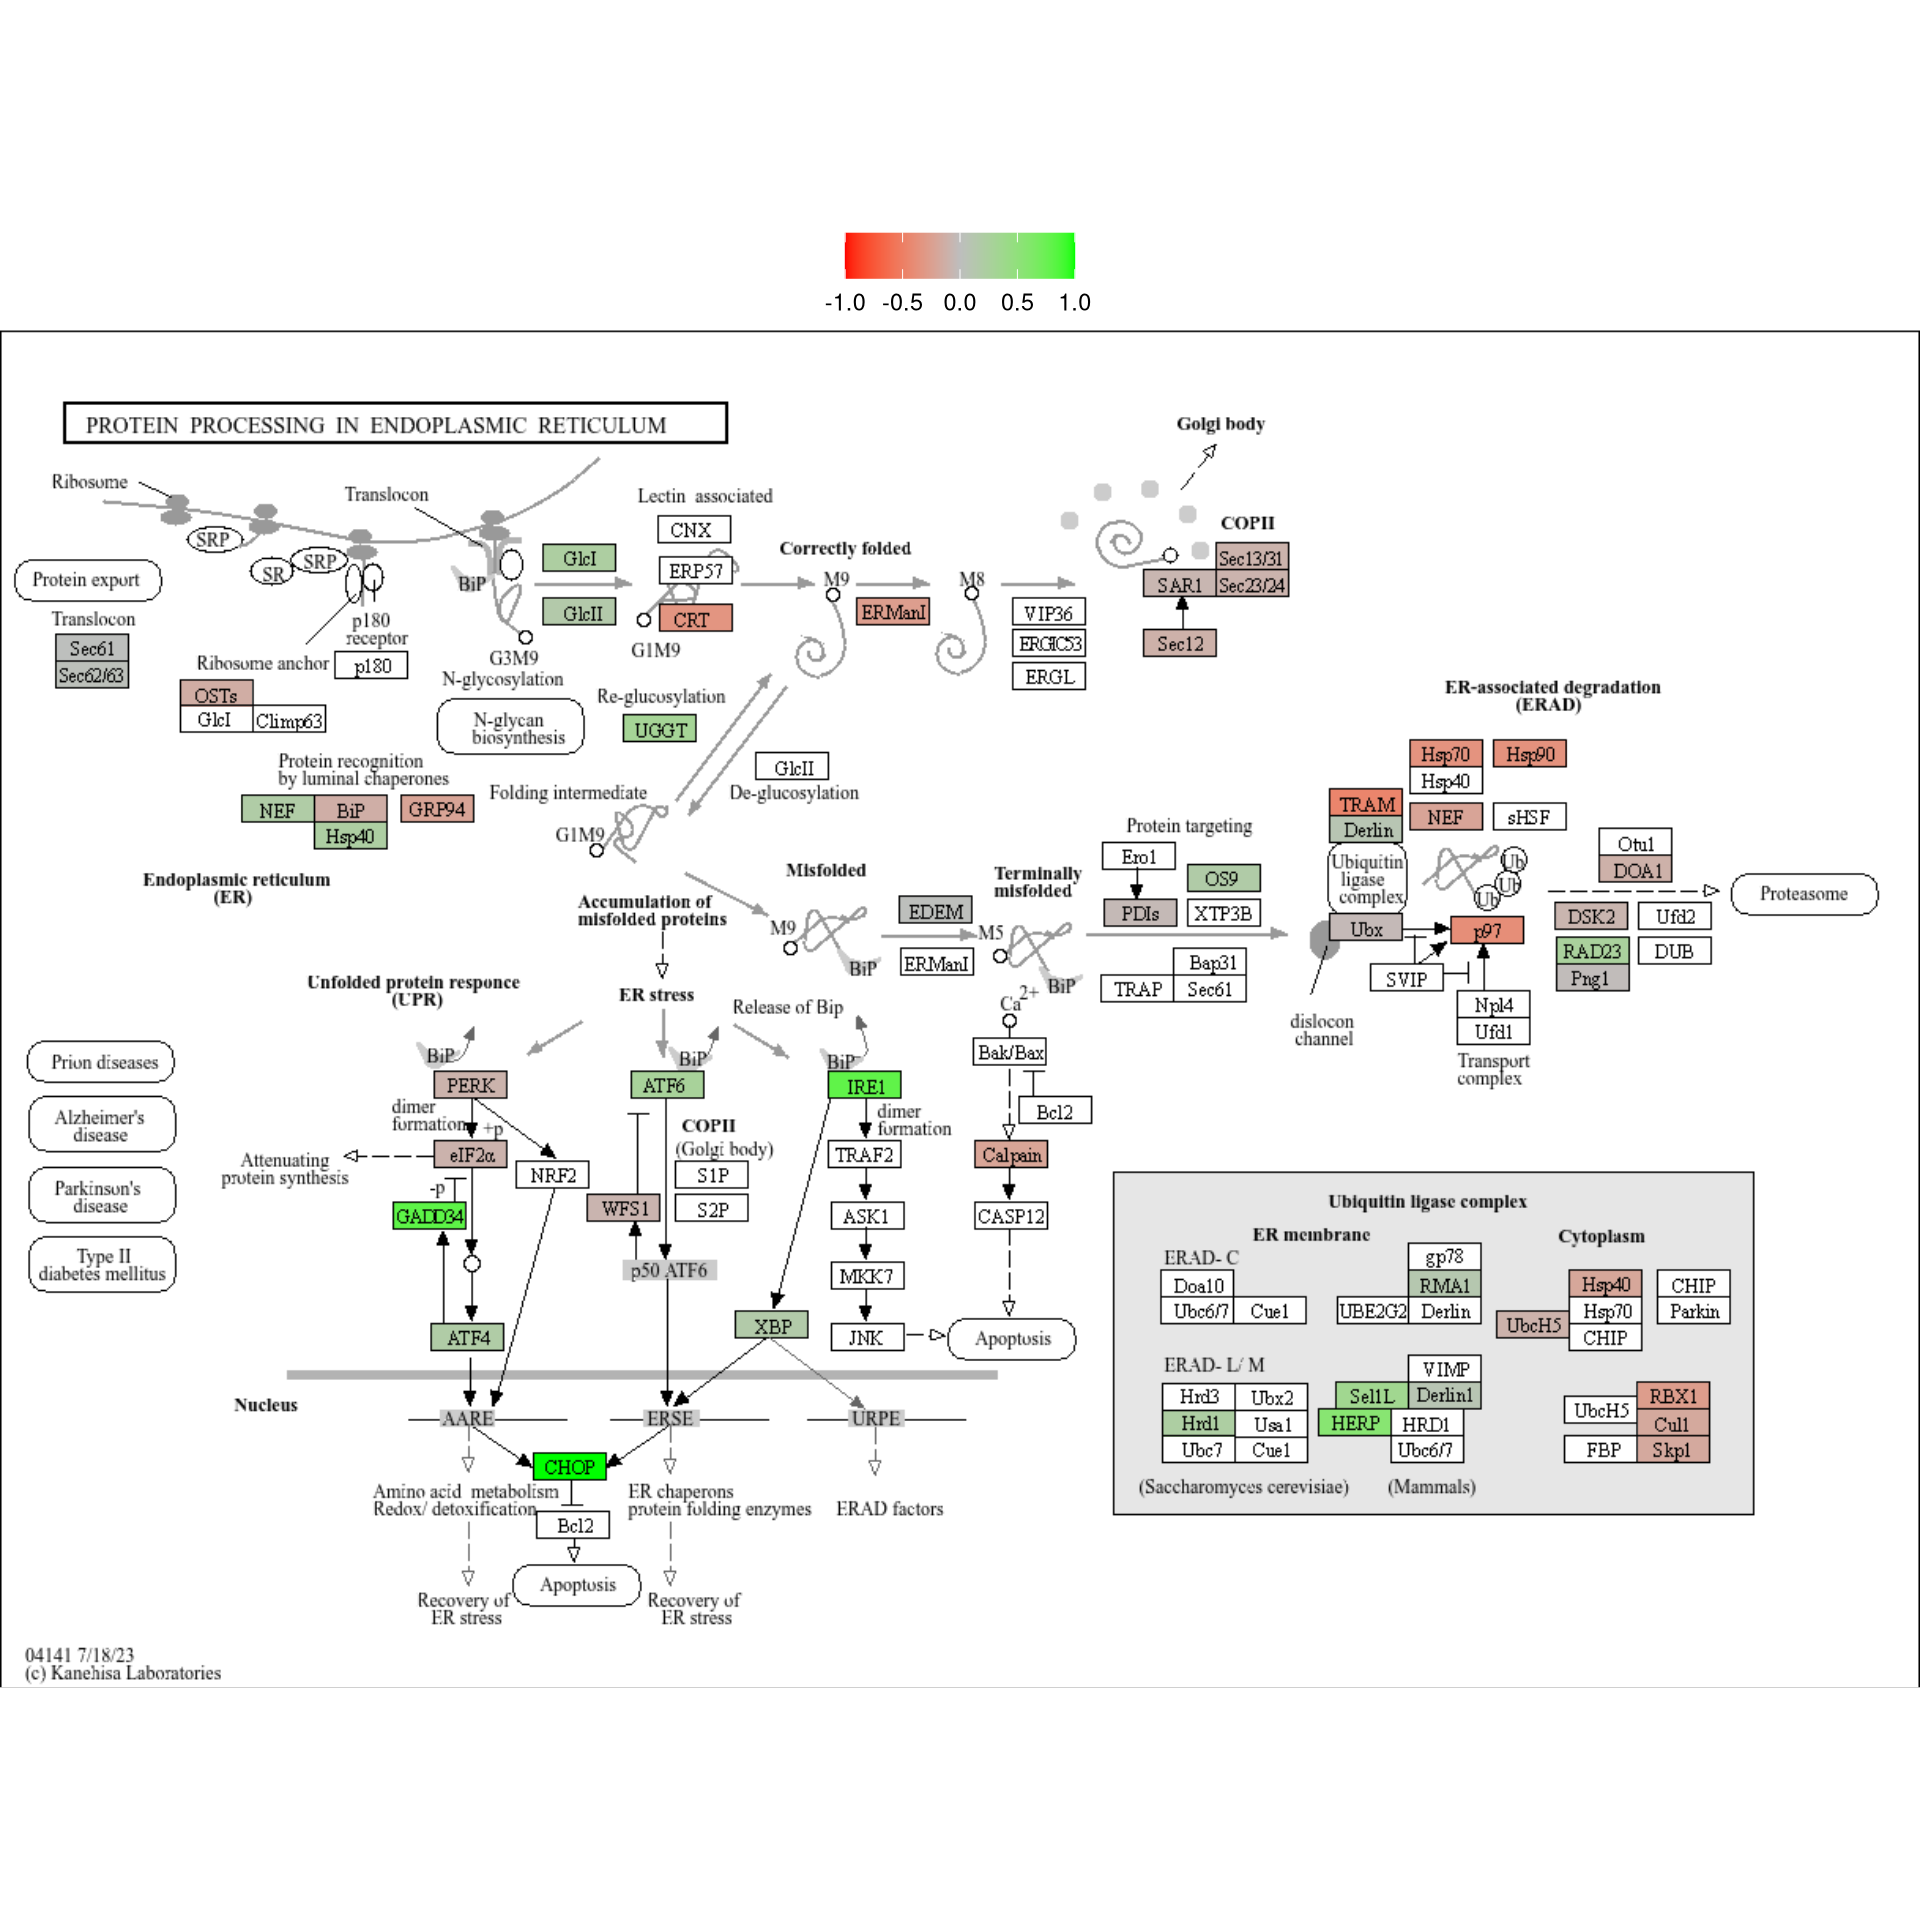 -1.0 -0.5 0.0 0.5 1.0
PROTEIN PROCESSING IN ENDOPLASMIC RETICULUM
Golgi body
Ribosome
Translocon
Lectin associated
CNX
COPII
SRP
SR
SRP
BiP
GlcI
ERP57
Correctly folded
M9
M8
Sec13/31
SAR1
Sec23/24
Protein export
GlcII
CRT
ERManI
VIP36
ERGIC53
ERGL
Sec12
Translocon
Sec61
Sec62/63
p180
receptor
Ribosome anchor
p180
G1M9
G3M9
N-glycosylation
OSTs
GlcI
Climp63
N-glycan
biosynthesis
Re-glucosylation
UGGT
ER-associated degradation
(ERAD)
Protein recognition
by luminal chaperones
NEF
BiP
GRP94
Hsp40
Folding intermediate
G1M9
GlcII
De-glucosylation
Hsp70
Hsp90
Hsp40
TRAM
NEF
sHSF
Derlin
Protein targeting
Ero1
OS9
PDIs
XTP3B
Otu1
DOA1
Ubiquitin
ligase
complex
Ub
Ub
Ub
Proteasome
Endoplasmic reticulum
(ER)
Misfolded
Terminally
misfolded
Accumulation of
misfolded proteins
M9
BiP
EDEM
ERManI
M5
BiP
Ubx
p97
DSK2
Ufd2
RAD23
DUB
Png1
Bap31
TRAP
Sec61
SVIP
Npl4
Ufd1
dislocon
channel
Transport
complex
Unfolded protein responce
(UPR)
ER stress
Release of Bip
Ca2+
Bak/Bax
Bcl2
Prion diseases
Alzheimer's
disease
Parkinson's
disease
Type II
diabetes mellitus
BiP
BiP
BiP
PERK
ATF6
IRE1
dimer
formation
+p
COPII
(Golgi body)
dimer
formation
Attenuating
protein synthesis
eIF2α
NRF2
S1P
TRAF2
Calpain
-p
GADD34
WFS1
S2P
ASK1
CASP12
p50 ATF6
MKK7
ATF4
XBP
JNK
Apoptosis
Ubiquitin ligase complex
ER membrane
Cytoplasm
ERAD- C
gp78
Doa10
RMA1
Hsp40
CHIP
Ubc6/7
Cue1
UBE2G2
Derlin
UbcH5
Hsp70
Parkin
CHIP
ERAD- L/ M
VIMP
Hrd3
Ubx2
Sel1L
Derlin1
RBX1
Hrd1
Usa1
HERP
HRD1
UbcH5
Cul1
Ubc7
Cue1
Ubc6/7
FBP
Skp1
(Saccharomyces cerevisiae)
(Mammals)
Nucleus
AARE
ERSE
URPE
CHOP
Amino acid metabolism
Redox/ detoxification
ER chaperons
protein folding enzymes
ERAD factors
Bcl2
Apoptosis
Recovery of
ER stress
Recovery of
ER stress
04141 7/18/23
(c) Kanehisa Laboratories